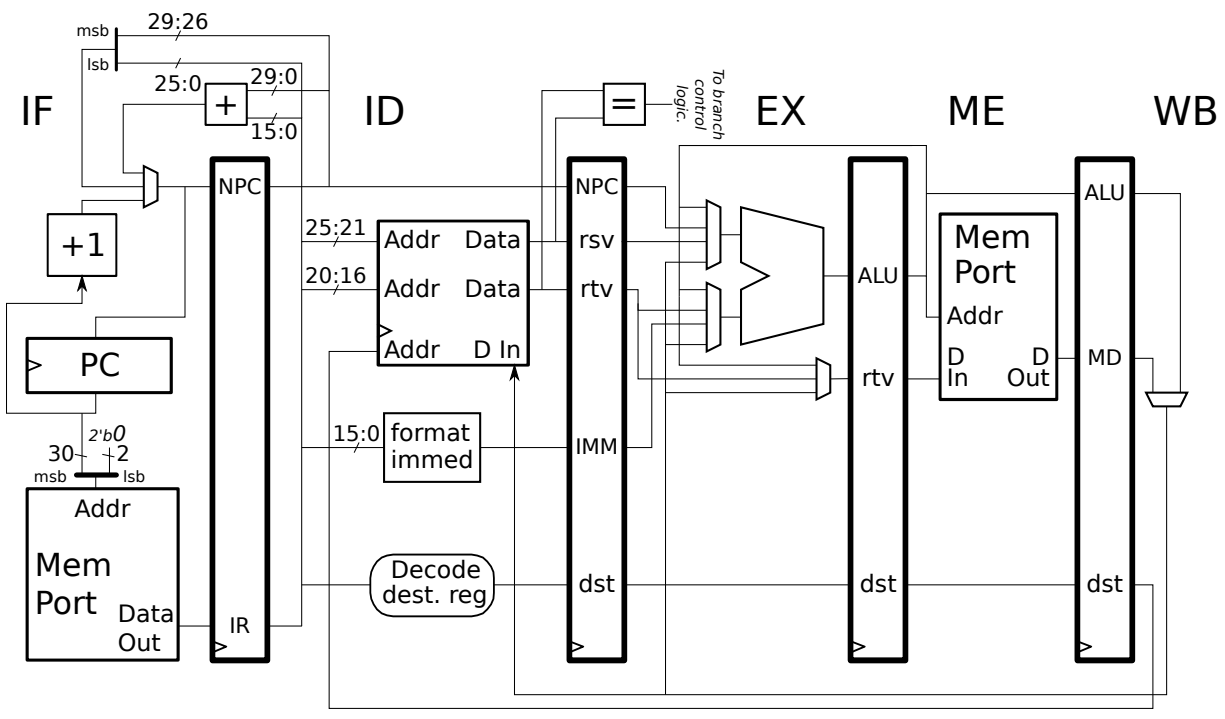 29:26
msb
lsb
25:0
29:0
15:0
+
=
To branch
control
logic.
IF
ID
EX
ME
WB
NPC
NPC
ALU
+1
25:21
Addr
Data
rsv
20:16
Addr
Data
rtv
Addr
D In
Mem
Port
Addr
D
In
D
Out
ALU
rtv
MD
PC
2'b0
30
2
msb
lsb
15:0
format
immed
IMM
Addr
Mem
Port
Data
Out
IR
Decode
dest. reg
dst
dst
dst